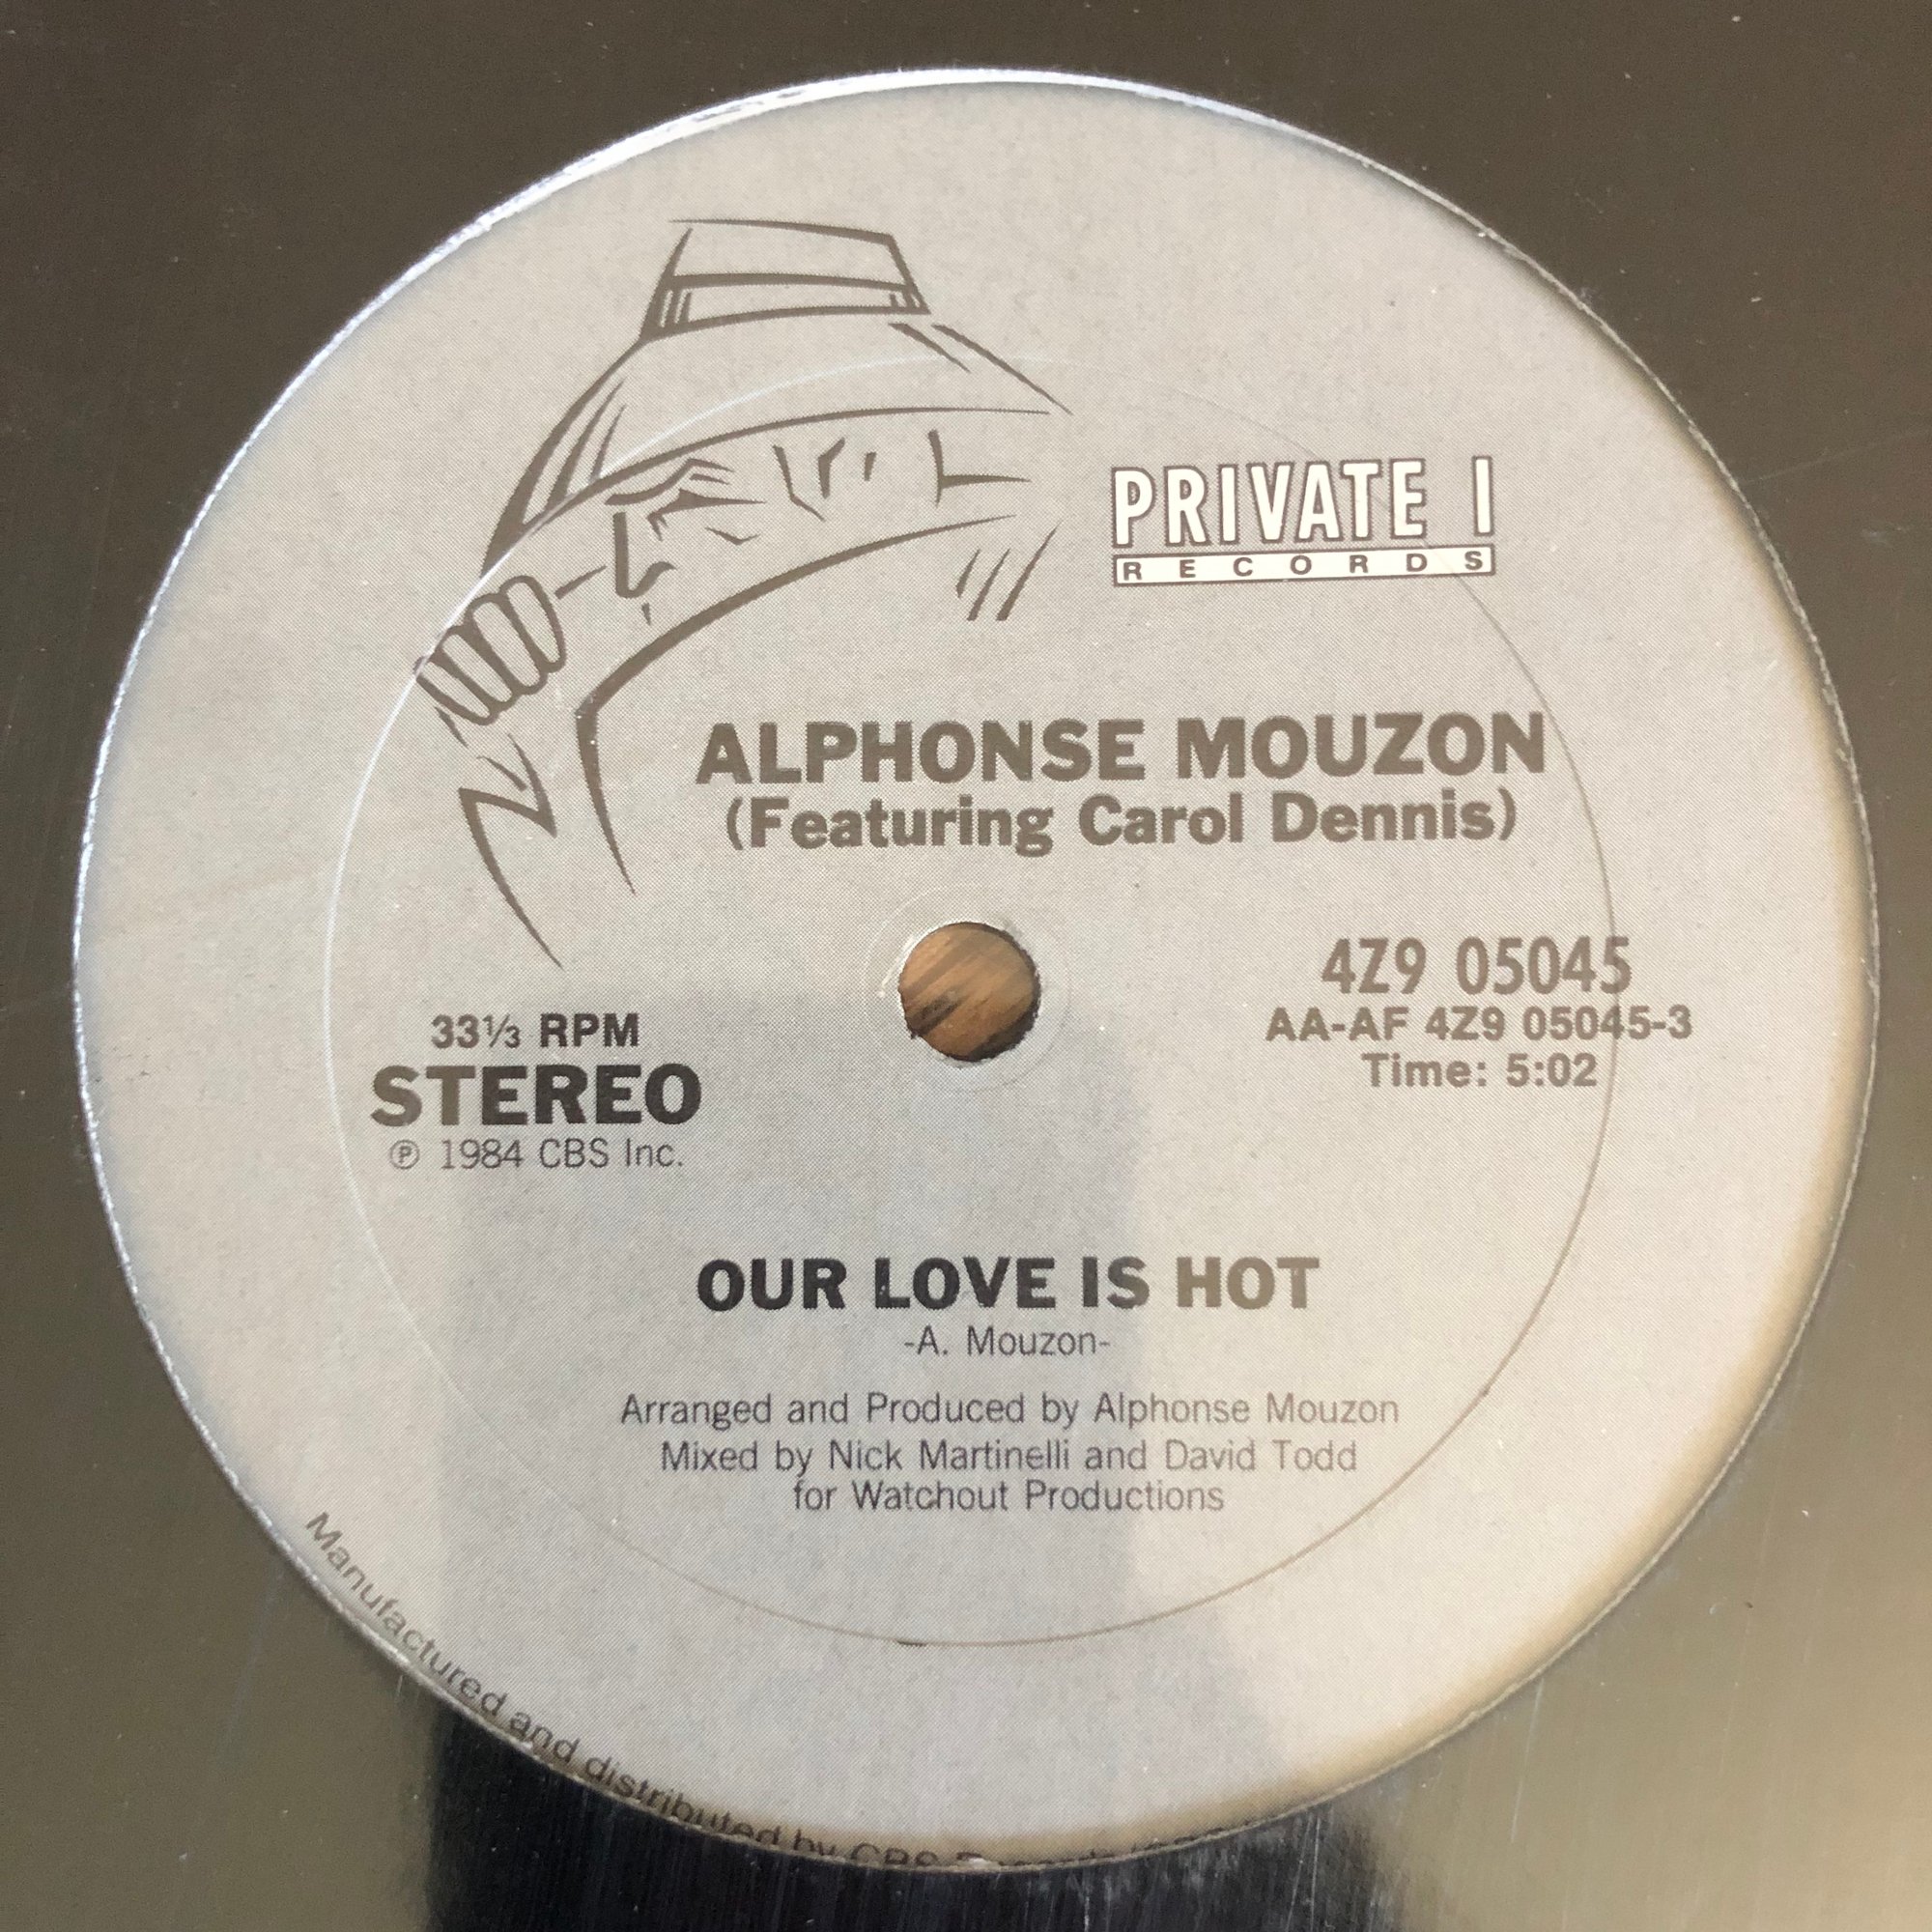 PRIVATE I
RECORDS
ALPHONSE MOUZON
(Featuring Carol Dennis)
4Z9 05045
AA-AF 4Z9 05045-3
Time: 5:02
33⅓ RPM
STEREO
℗ 1984 CBS Inc.
OUR LOVE IS HOT
-A. Mouzon-
Arranged and Produced by Alphonse Mouzon
Mixed by Nick Martinelli and David Todd
for Watchout Productions
Manufactured and distributed by CBS Records